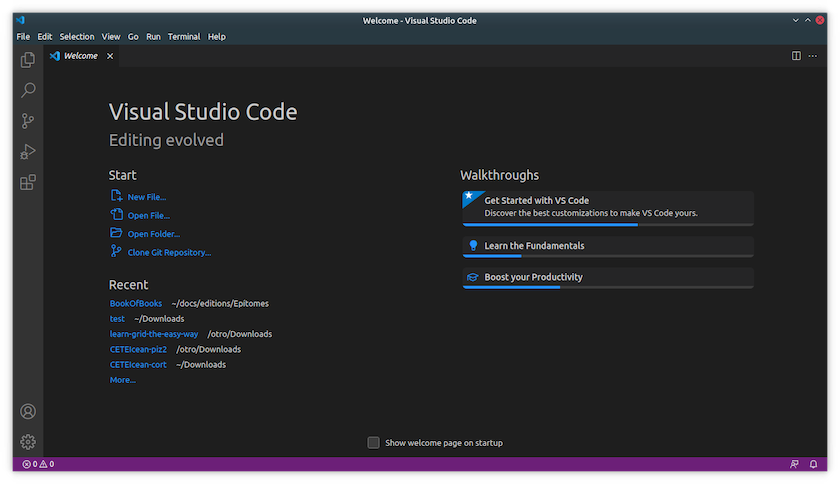 Welcome - Visual Studio Code
File Edit Selection View Go Run Terminal Help
Welcome
Visual Studio Code
Editing evolved
Start
New File...
Open File...
Open Folder...
Clone Git Repository...
Recent
BookOfBooks ~/docs/editions/Epitomes
test ~/Downloads
learn-grid-the-easy-way /otro/Downloads
CETEIcean-piz2 /otro/Downloads
CETEIcean-cort ~/Downloads
More...
Walkthroughs
Get Started with VS Code
Discover the best customizations to make VS Code yours.
Learn the Fundamentals
Boost your Productivity
Show welcome page on startup
0 0